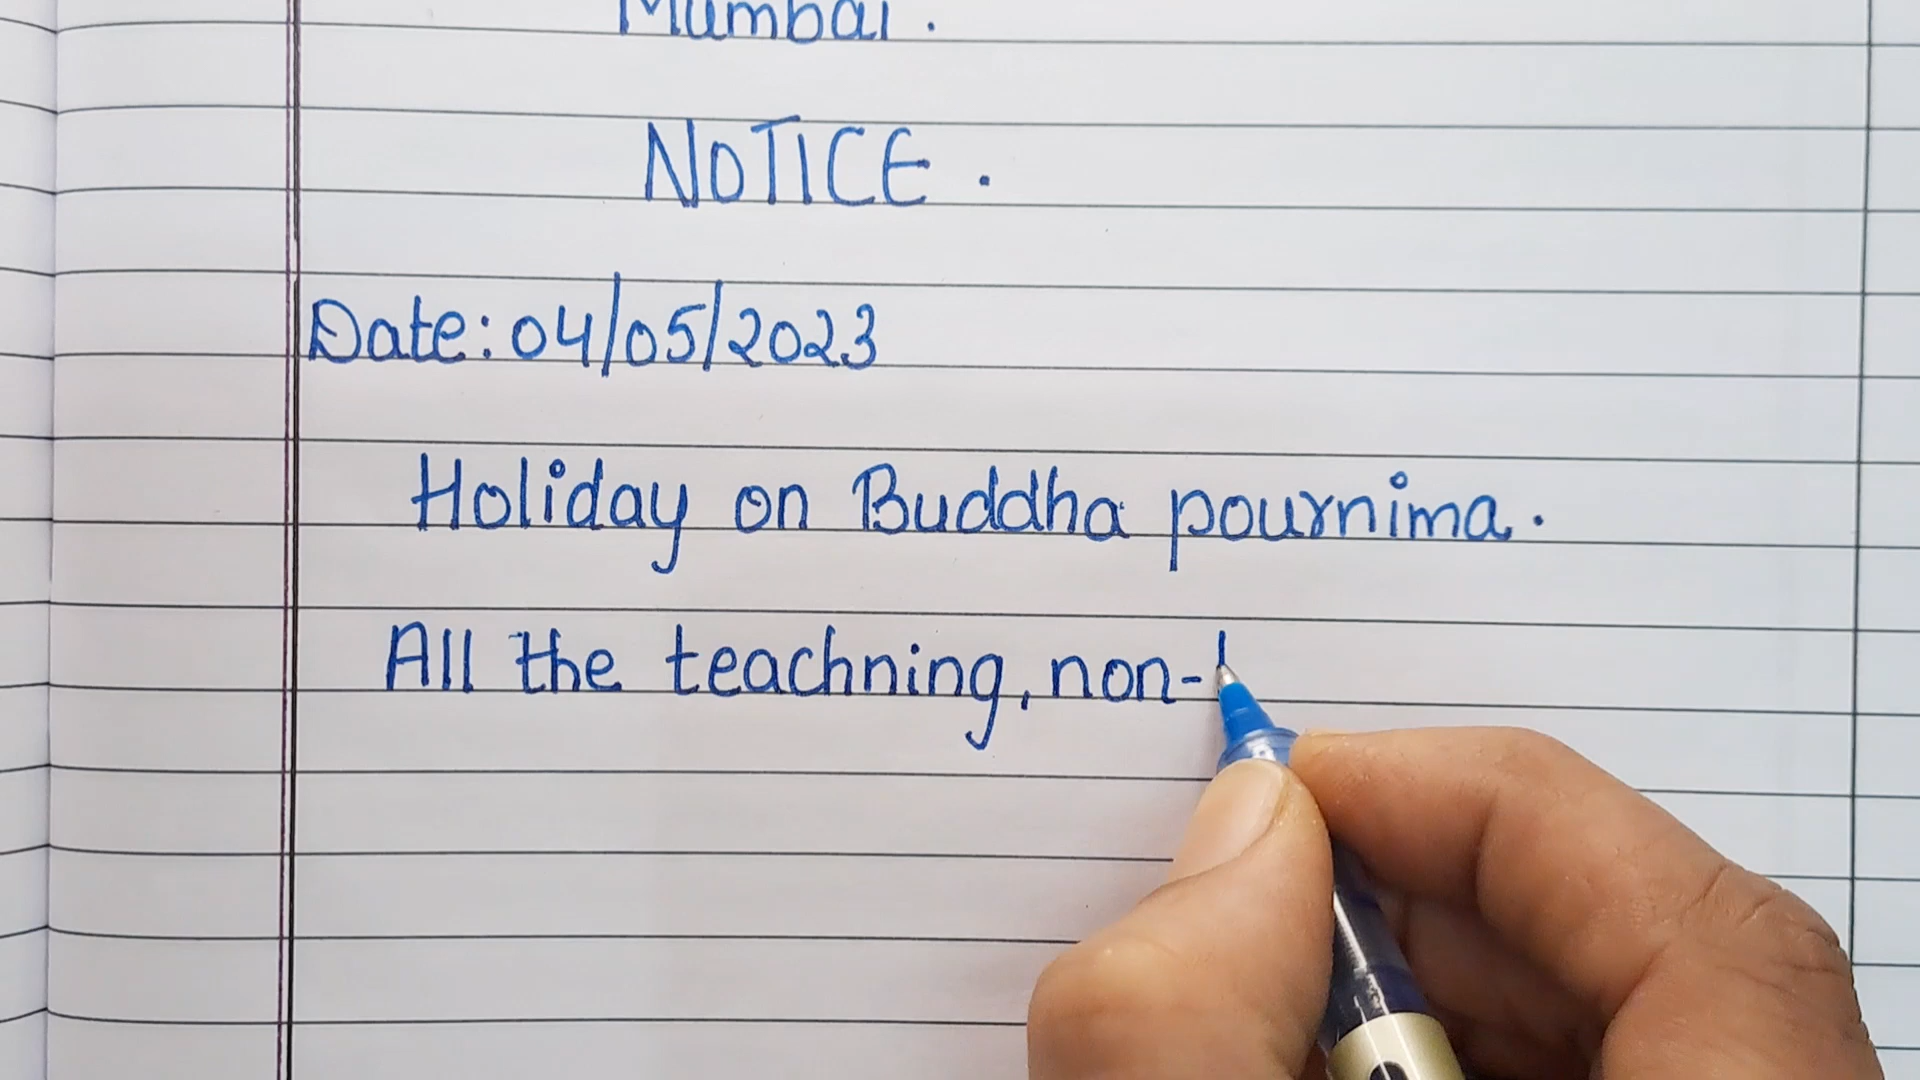 Mumbai.
NOTICE.
Date: 04/05/2023
Holiday on Buddha pournima.
All the teachning, non-